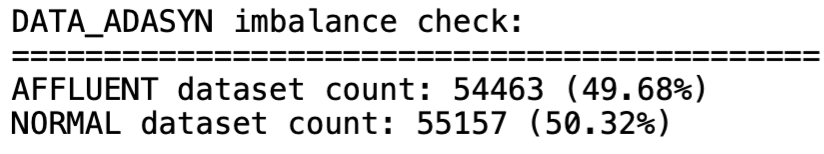 DATA_ADASYN imbalance check:
============================================
AFFLUENT dataset count: 54463 (49.68%)
NORMAL dataset count: 55157 (50.32%)